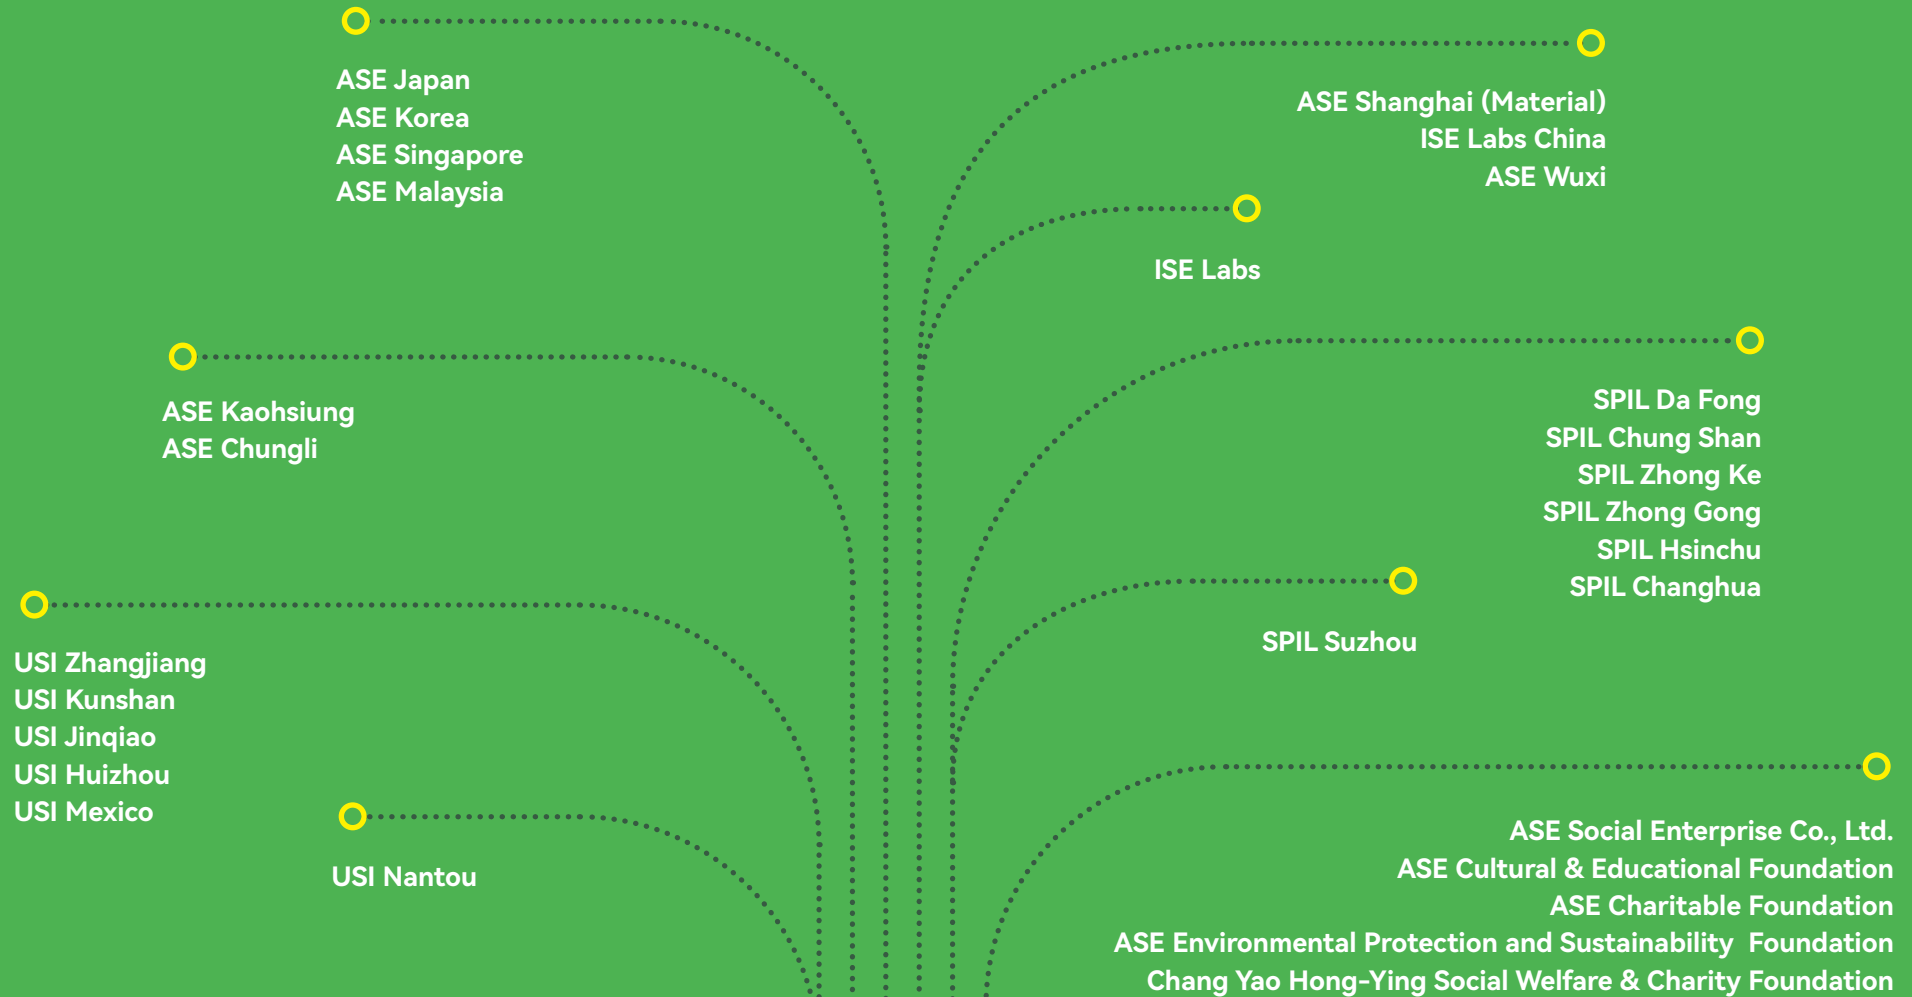 ASE Japan
ASE Korea
ASE Singapore
ASE Malaysia
ASE Shanghai (Material)
ISE Labs China
ASE Wuxi
ISE Labs
ASE Kaohsiung
ASE Chungli
SPIL Da Fong
SPIL Chung Shan
SPIL Zhong Ke
SPIL Zhong Gong
SPIL Hsinchu
SPIL Changhua
SPIL Suzhou
USI Zhangjiang
USI Kunshan
USI Jinqiao
USI Huizhou
USI Mexico
USI Nantou
ASE Social Enterprise Co., Ltd.
ASE Cultural & Educational Foundation
ASE Charitable Foundation
ASE Environmental Protection and Sustainability Foundation
Chang Yao Hong-Ying Social Welfare & Charity Foundation